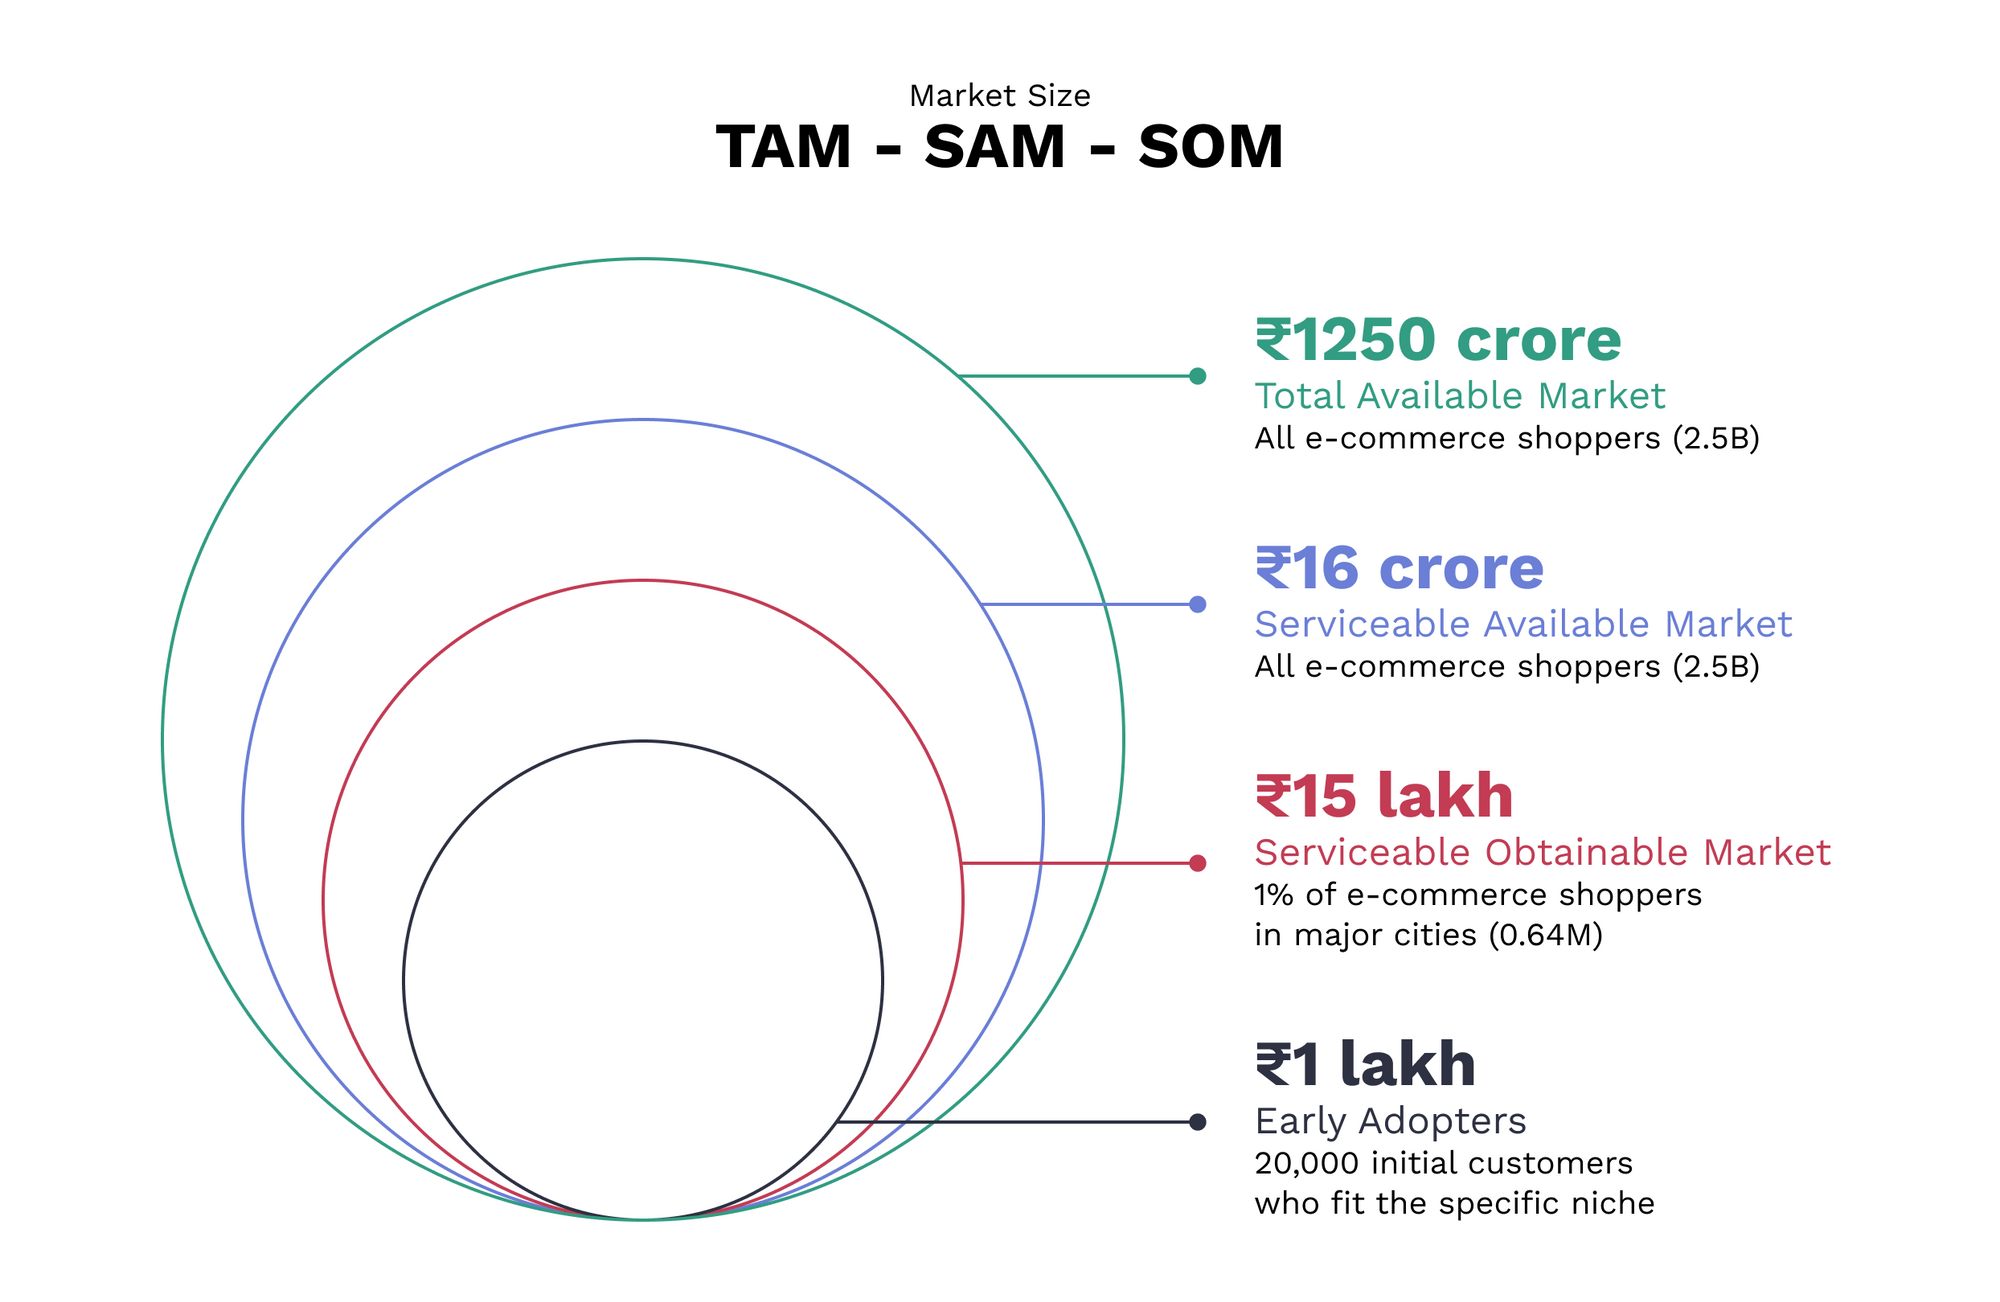 Market Size
TAM - SAM - SOM
₹1250 crore
Total Available Market
All e-commerce shoppers (2.5B)
₹16 crore
Serviceable Available Market
All e-commerce shoppers (2.5B)
₹15 lakh
Serviceable Obtainable Market
1% of e-commerce shoppers
in major cities (0.64M)
₹1 lakh
Early Adopters
20,000 initial customers
who fit the specific niche